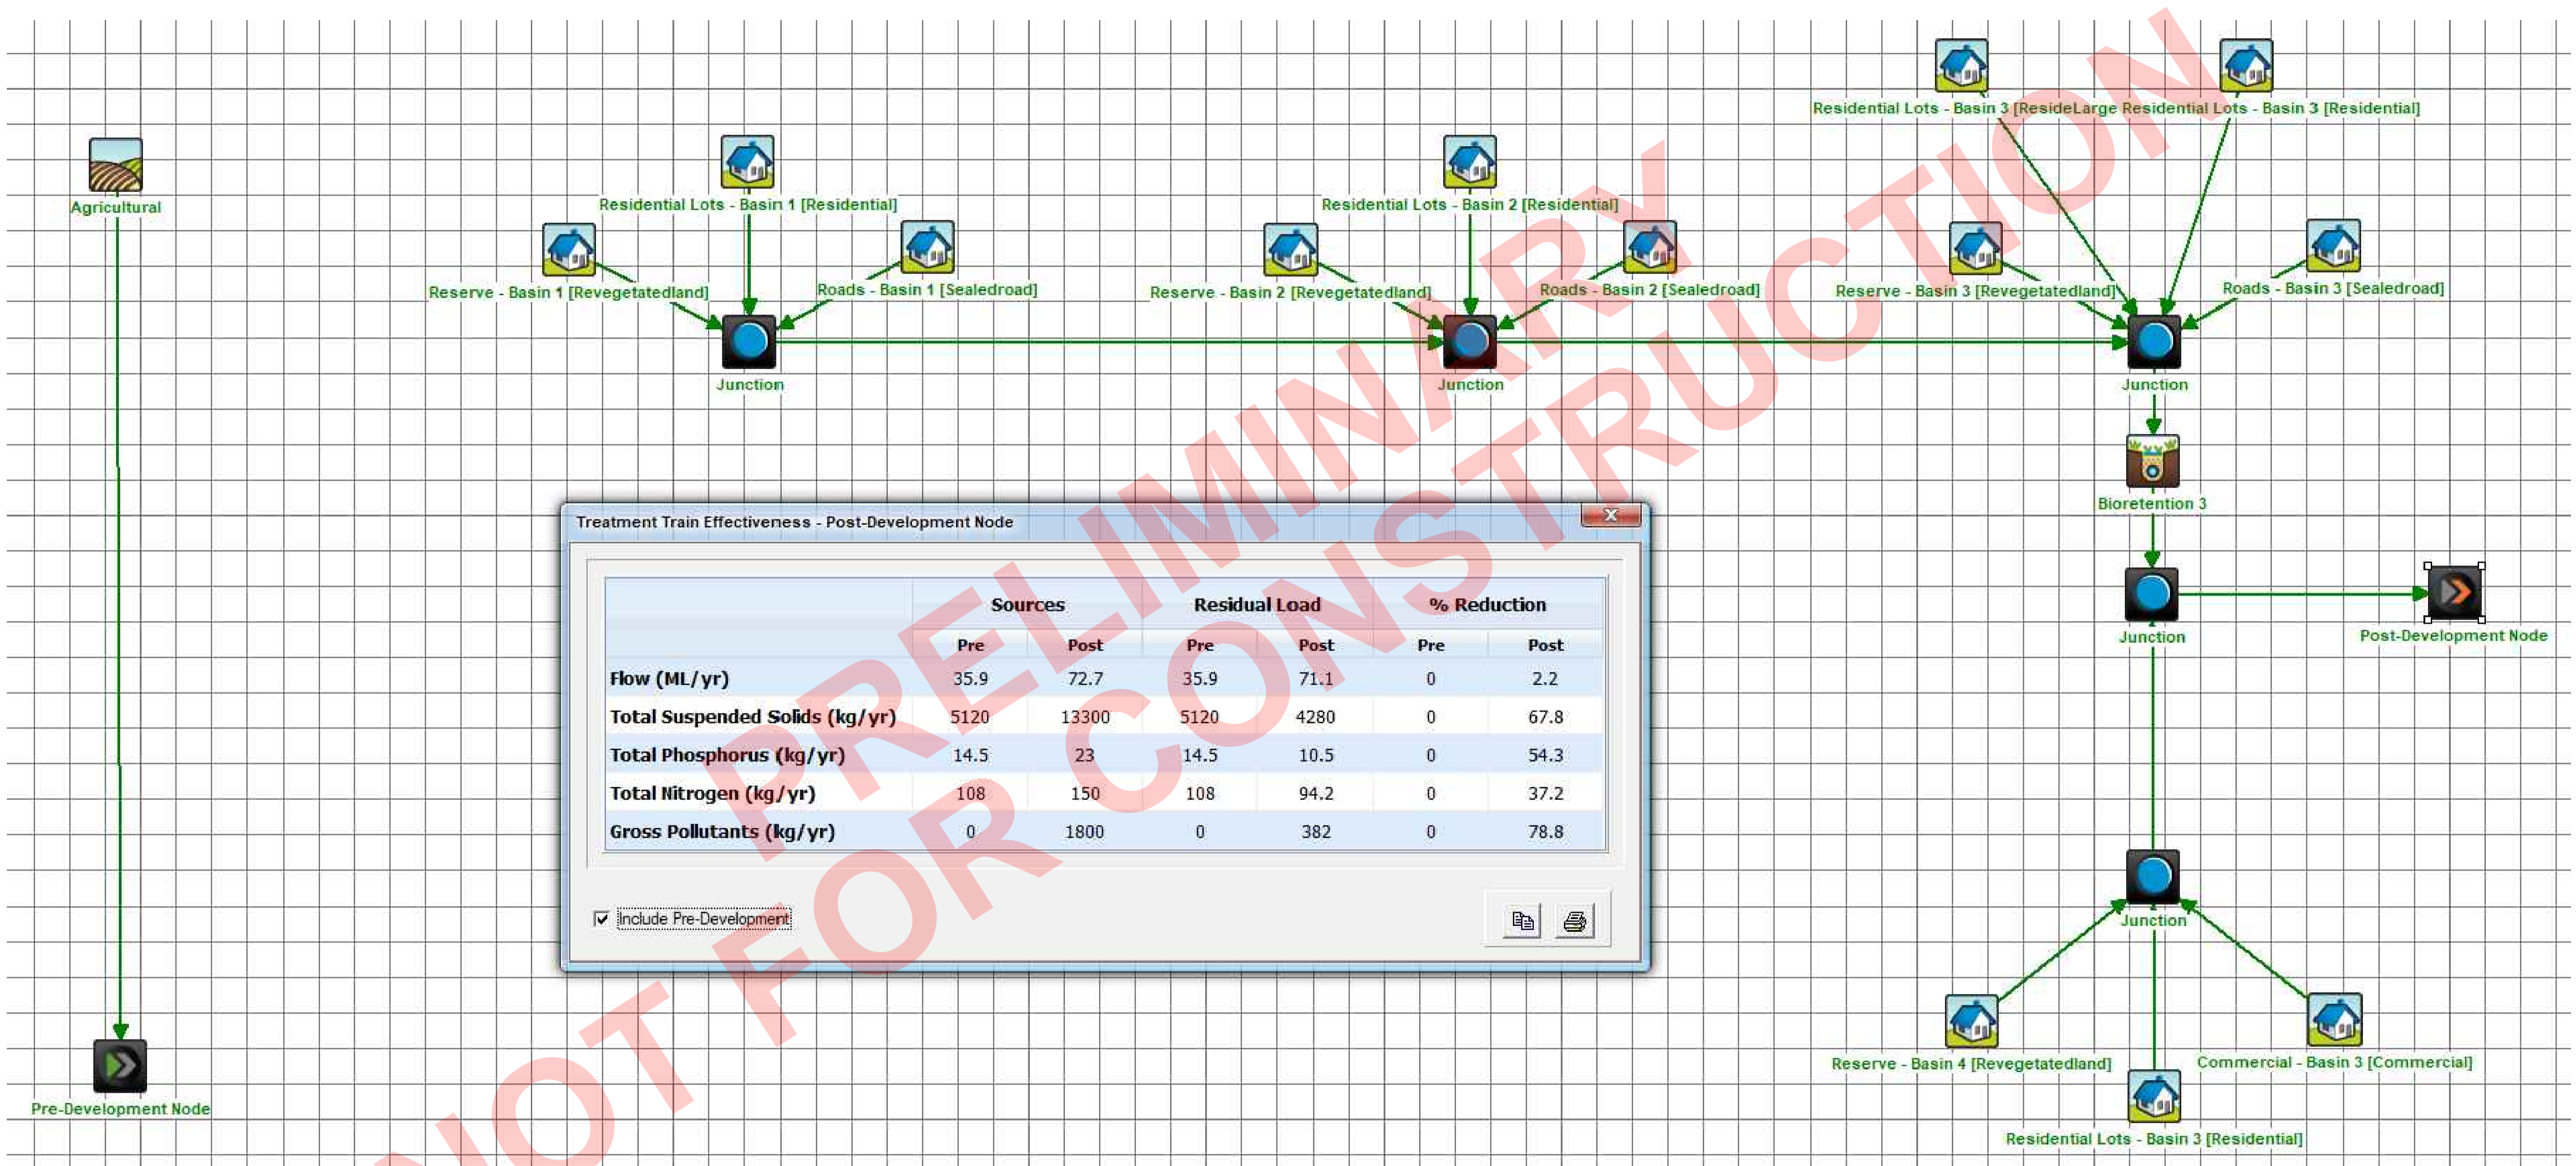 Residential Lots - Basin 3 [ResideLarge Residential Lots - Basin 3 [Residential]
Agricultural
Residential Lots - Basin 1 [Residential]
Residential Lots - Basin 2 [Residential]
Reserve - Basin 1 [Revegetatedland]
Roads - Basin 1 [Sealedroad]
Reserve - Basin 2 [Revegetatedland]
Roads - Basin 2 [Sealedroad]
Reserve - Basin 3 [Revegetatedland]
Roads - Basin 3 [Sealedroad]
Junction
Junction
Junction
Bioretention 3
Treatment Train Effectiveness - Post-Development Node
Sources Residual Load % Reduction
Pre Post Pre Post Pre Post
Flow (ML/yr) 35.9 72.7 35.9 71.1 0 2.2
Total Suspended Solids (kg/yr) 5120 13300 5120 4280 0 67.8
Total Phosphorus (kg/yr) 14.5 23 14.5 10.5 0 54.3
Total Nitrogen (kg/yr) 108 150 108 94.2 0 37.2
Gross Pollutants (kg/yr) 0 1800 0 382 0 78.8
Include Pre-Development
Junction
Post-Development Node
Junction
Reserve - Basin 4 [Revegetatedland]
Commercial - Basin 3 [Commercial]
Residential Lots - Basin 3 [Residential]
Pre-Development Node
PRELIMINARY
NOT FOR CONSTRUCTION